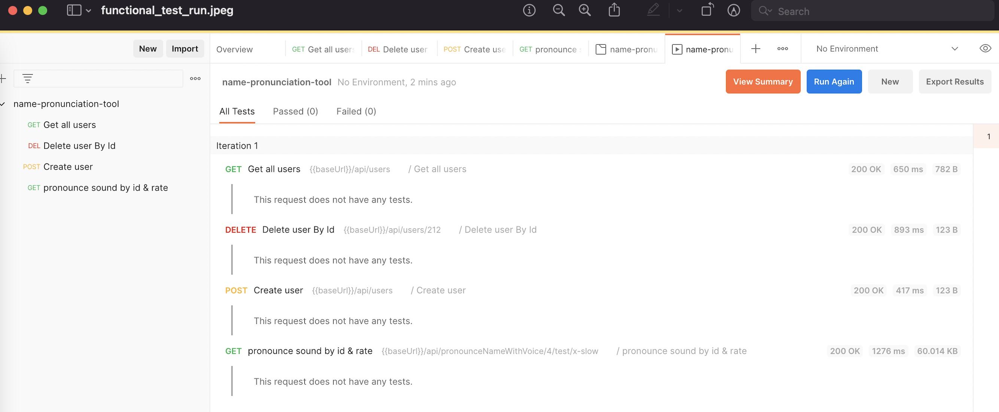 functional_test_run.jpeg
Search
New Import
Overview GET Get all users DEL Delete user POST Create use GET pronounce s name-pronu name-pronu No Environment
name-pronunciation-tool No Environment, 2 mins ago View Summary Run Again New Export Results
name-pronunciation-tool
GET Get all users
DEL Delete user By Id
POST Create user
GET pronounce sound by id & rate
All Tests Passed (0) Failed (0)
1
Iteration 1
GET Get all users {{baseUrl}}/api/users / Get all users 200 OK 650 ms 782 B
This request does not have any tests.
DELETE Delete user By Id {{baseUrl}}/api/users/212 / Delete user By Id 200 OK 893 ms 123 B
This request does not have any tests.
POST Create user {{baseUrl}}/api/users / Create user 200 OK 417 ms 123 B
This request does not have any tests.
GET pronounce sound by id & rate {{baseUrl}}/api/pronounceNameWithVoice/4/test/x-slow / pronounce sound by id & rate 200 OK 1276 ms 60.014 KB
This request does not have any tests.